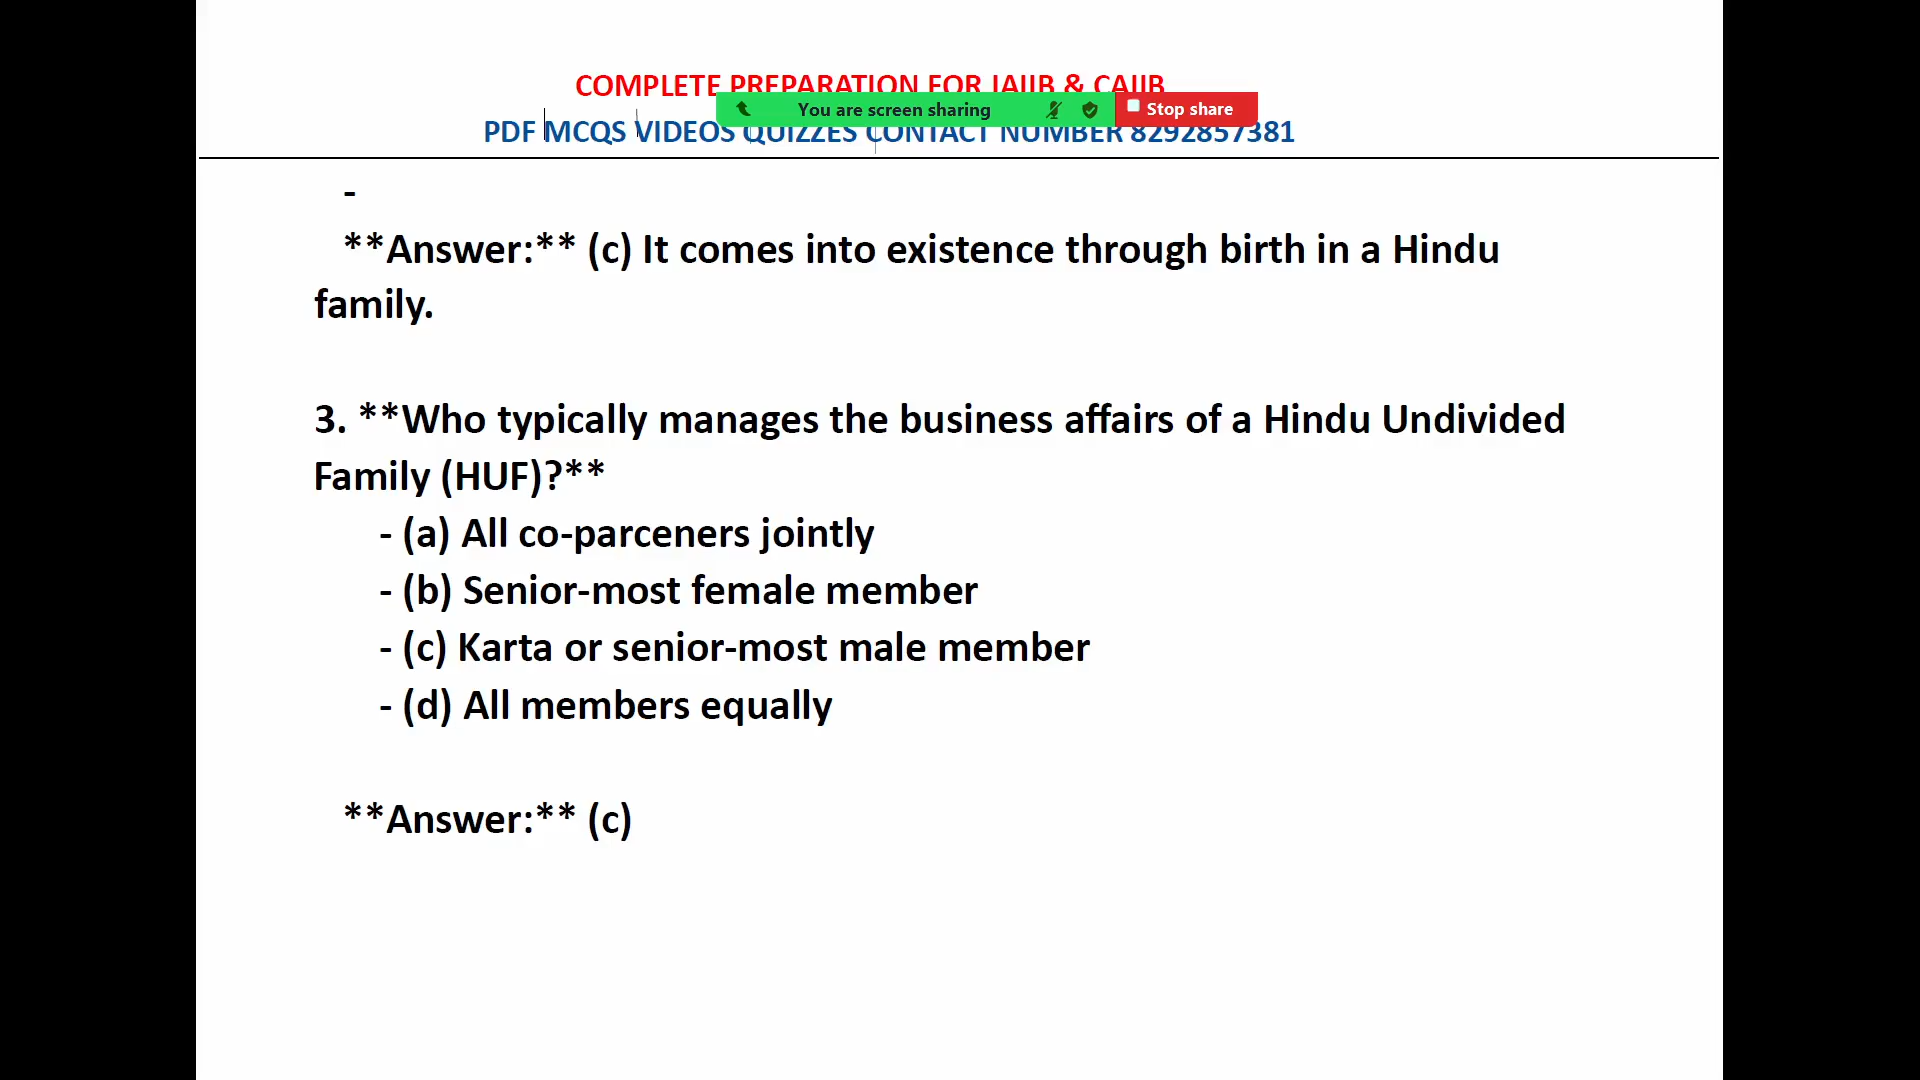 COMPLETE PREPARATION FOR JAIIB & CAIIB
You are screen sharing
Stop share
PDF MCQS VIDEOS QUIZZES CONTACT NUMBER 8292857381
-
**Answer:** (c) It comes into existence through birth in a Hindu
family.
3. **Who typically manages the business affairs of a Hindu Undivided
Family (HUF)?**
- (a) All co-parceners jointly
- (b) Senior-most female member
- (c) Karta or senior-most male member
- (d) All members equally
**Answer:** (c)